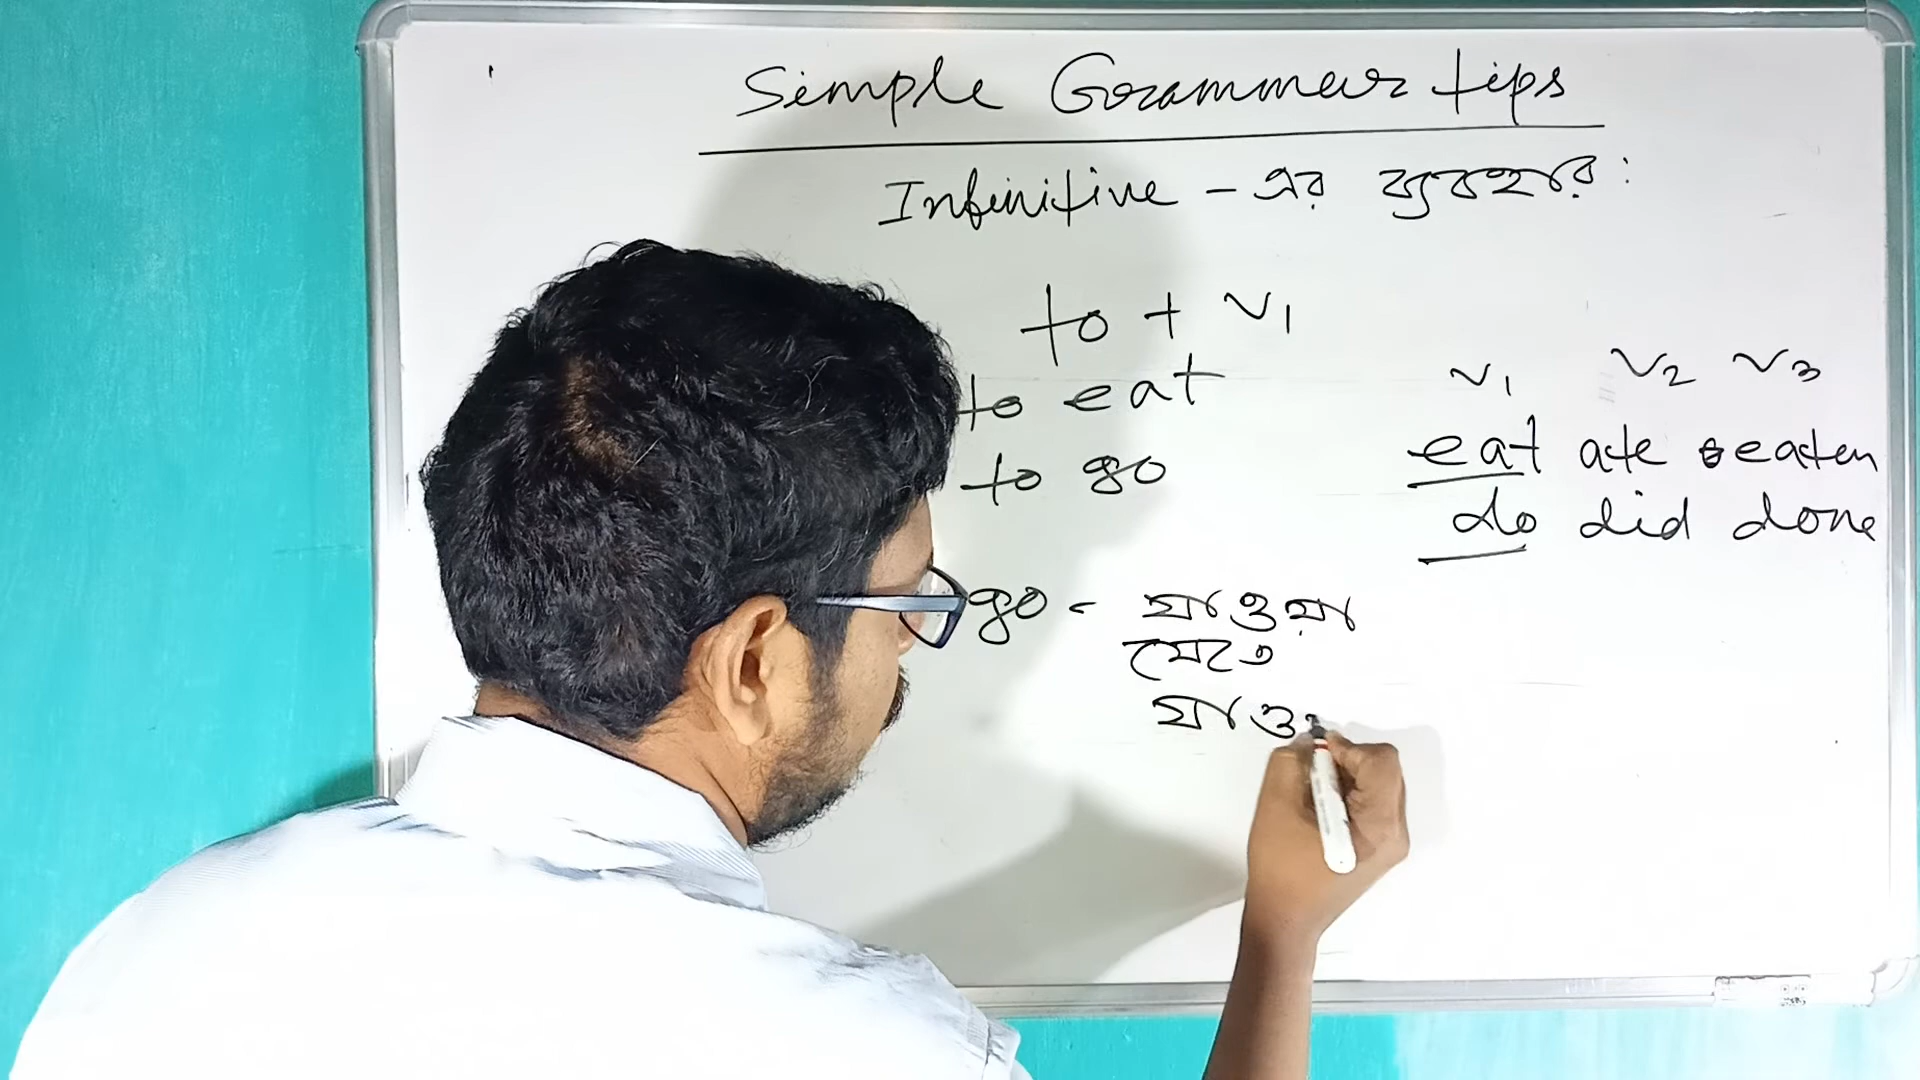 Simple Grammar tips
Infinitive - এর ব্যবহার :
to + V1
to eat
to go
V1 V2 V3
eat ate eaten
do did done
go - যাওয়া
যেতে
যাও